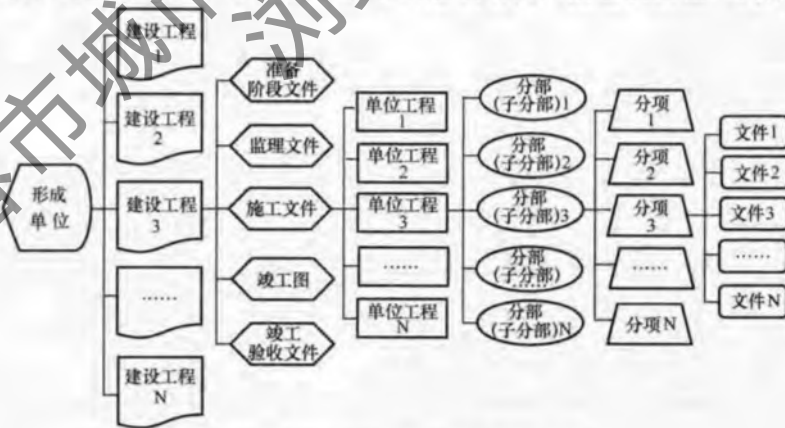 形成
单位
建设工程
1
建设工程
2
建设工程
3
……
建设工程
N
准备
阶段文件
监理文件
施工文件
竣工图
竣工
验收文件
单位工程
1
单位工程
2
单位工程
3
……
单位工程
N
分部
(子分部)1
分部
(子分部)2
分部
(子分部)3
分部
(子分部)
……
分部
(子分部)N
分项
1
分项
2
分项
3
……
分项N
文件1
文件2
文件3
……
文件N
市城
浏